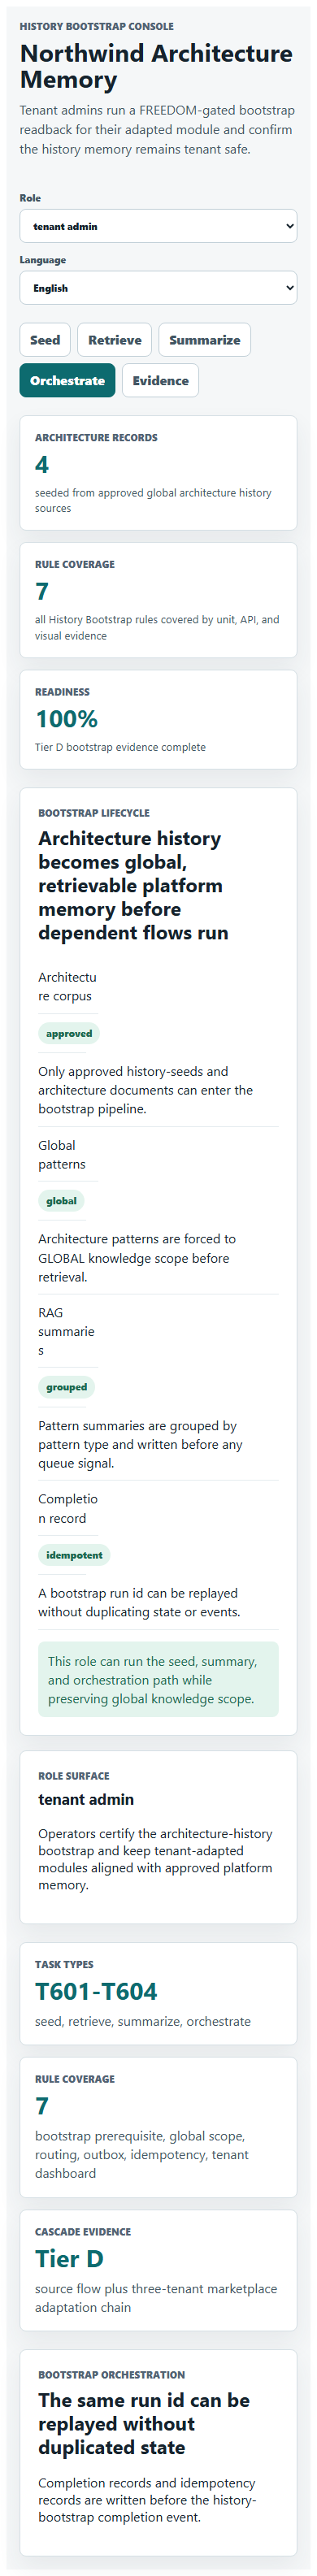 HISTORY BOOTSTRAP CONSOLE
Northwind Architecture
Memory
Tenant admins run a FREEDOM-gated bootstrap
readback for their adapted module and confirm
the history memory remains tenant safe.
Role
tenant admin
Language
English
Seed Retrieve Summarize
Orchestrate Evidence
ARCHITECTURE RECORDS
4
seeded from approved global architecture history
sources
RULE COVERAGE
7
all History Bootstrap rules covered by unit, API, and
visual evidence
READINESS
100%
Tier D bootstrap evidence complete
BOOTSTRAP LIFECYCLE
Architecture history
becomes global,
retrievable platform
memory before
dependent flows run
Architectu
re corpus
approved
Only approved history-seeds and
architecture documents can enter the
bootstrap pipeline.
Global
patterns
global
Architecture patterns are forced to
GLOBAL knowledge scope before
retrieval.
RAG
summarie
s
grouped
Pattern summaries are grouped by
pattern type and written before any
queue signal.
Completio
n record
idempotent
A bootstrap run id can be replayed
without duplicating state or events.
This role can run the seed, summary,
and orchestration path while
preserving global knowledge scope.
ROLE SURFACE
tenant admin
Operators certify the architecture-history
bootstrap and keep tenant-adapted
modules aligned with approved platform
memory.
TASK TYPES
T601-T604
seed, retrieve, summarize, orchestrate
RULE COVERAGE
7
bootstrap prerequisite, global scope,
routing, outbox, idempotency, tenant
dashboard
CASCADE EVIDENCE
Tier D
source flow plus three-tenant marketplace
adaptation chain
BOOTSTRAP ORCHESTRATION
The same run id can be
replayed without
duplicated state
Completion records and idempotency
records are written before the history-
bootstrap completion event.